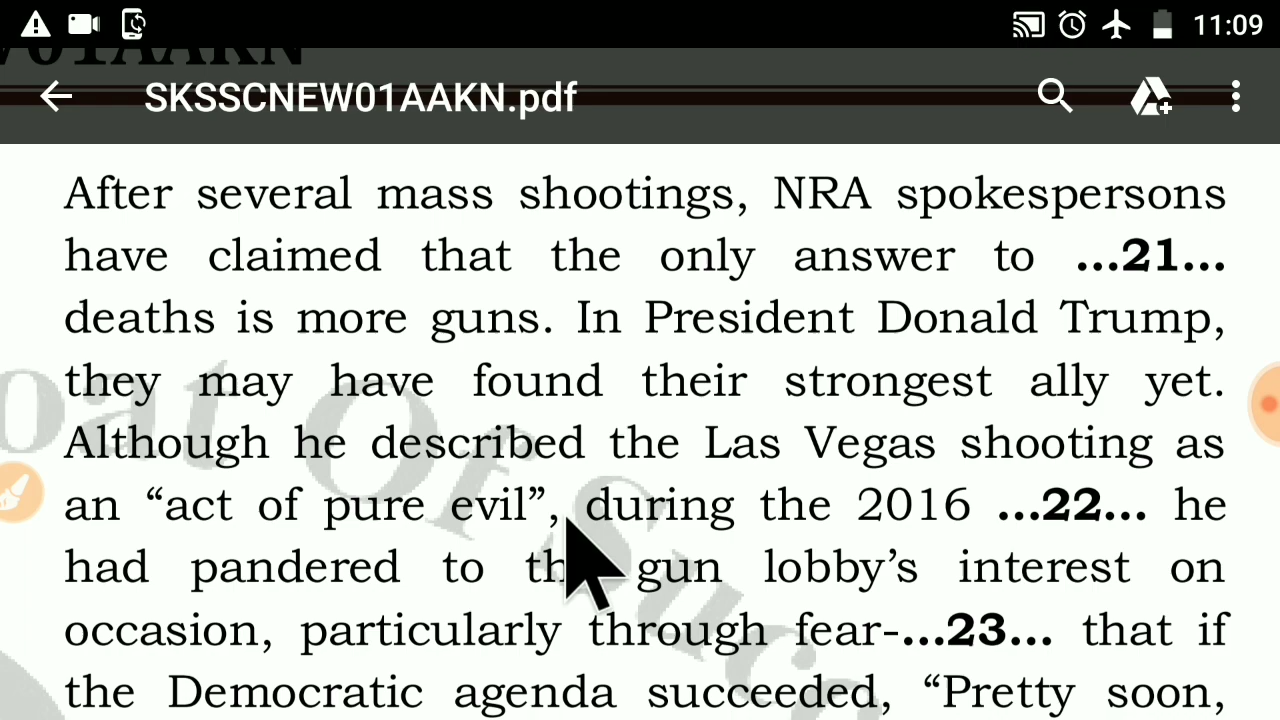 11:09
SKSSCNEW01AAKN.pdf
After several mass shootings, NRA spokespersons
have claimed that the only answer to ...21...
deaths is more guns. In President Donald Trump,
they may have found their strongest ally yet.
Although he described the Las Vegas shooting as
an “act of pure evil”, during the 2016 ...22... he
had pandered to gun lobby’s interest on
occasion, particularly through fear-...23... that if
the Democratic agenda succeeded, “Pretty soon,